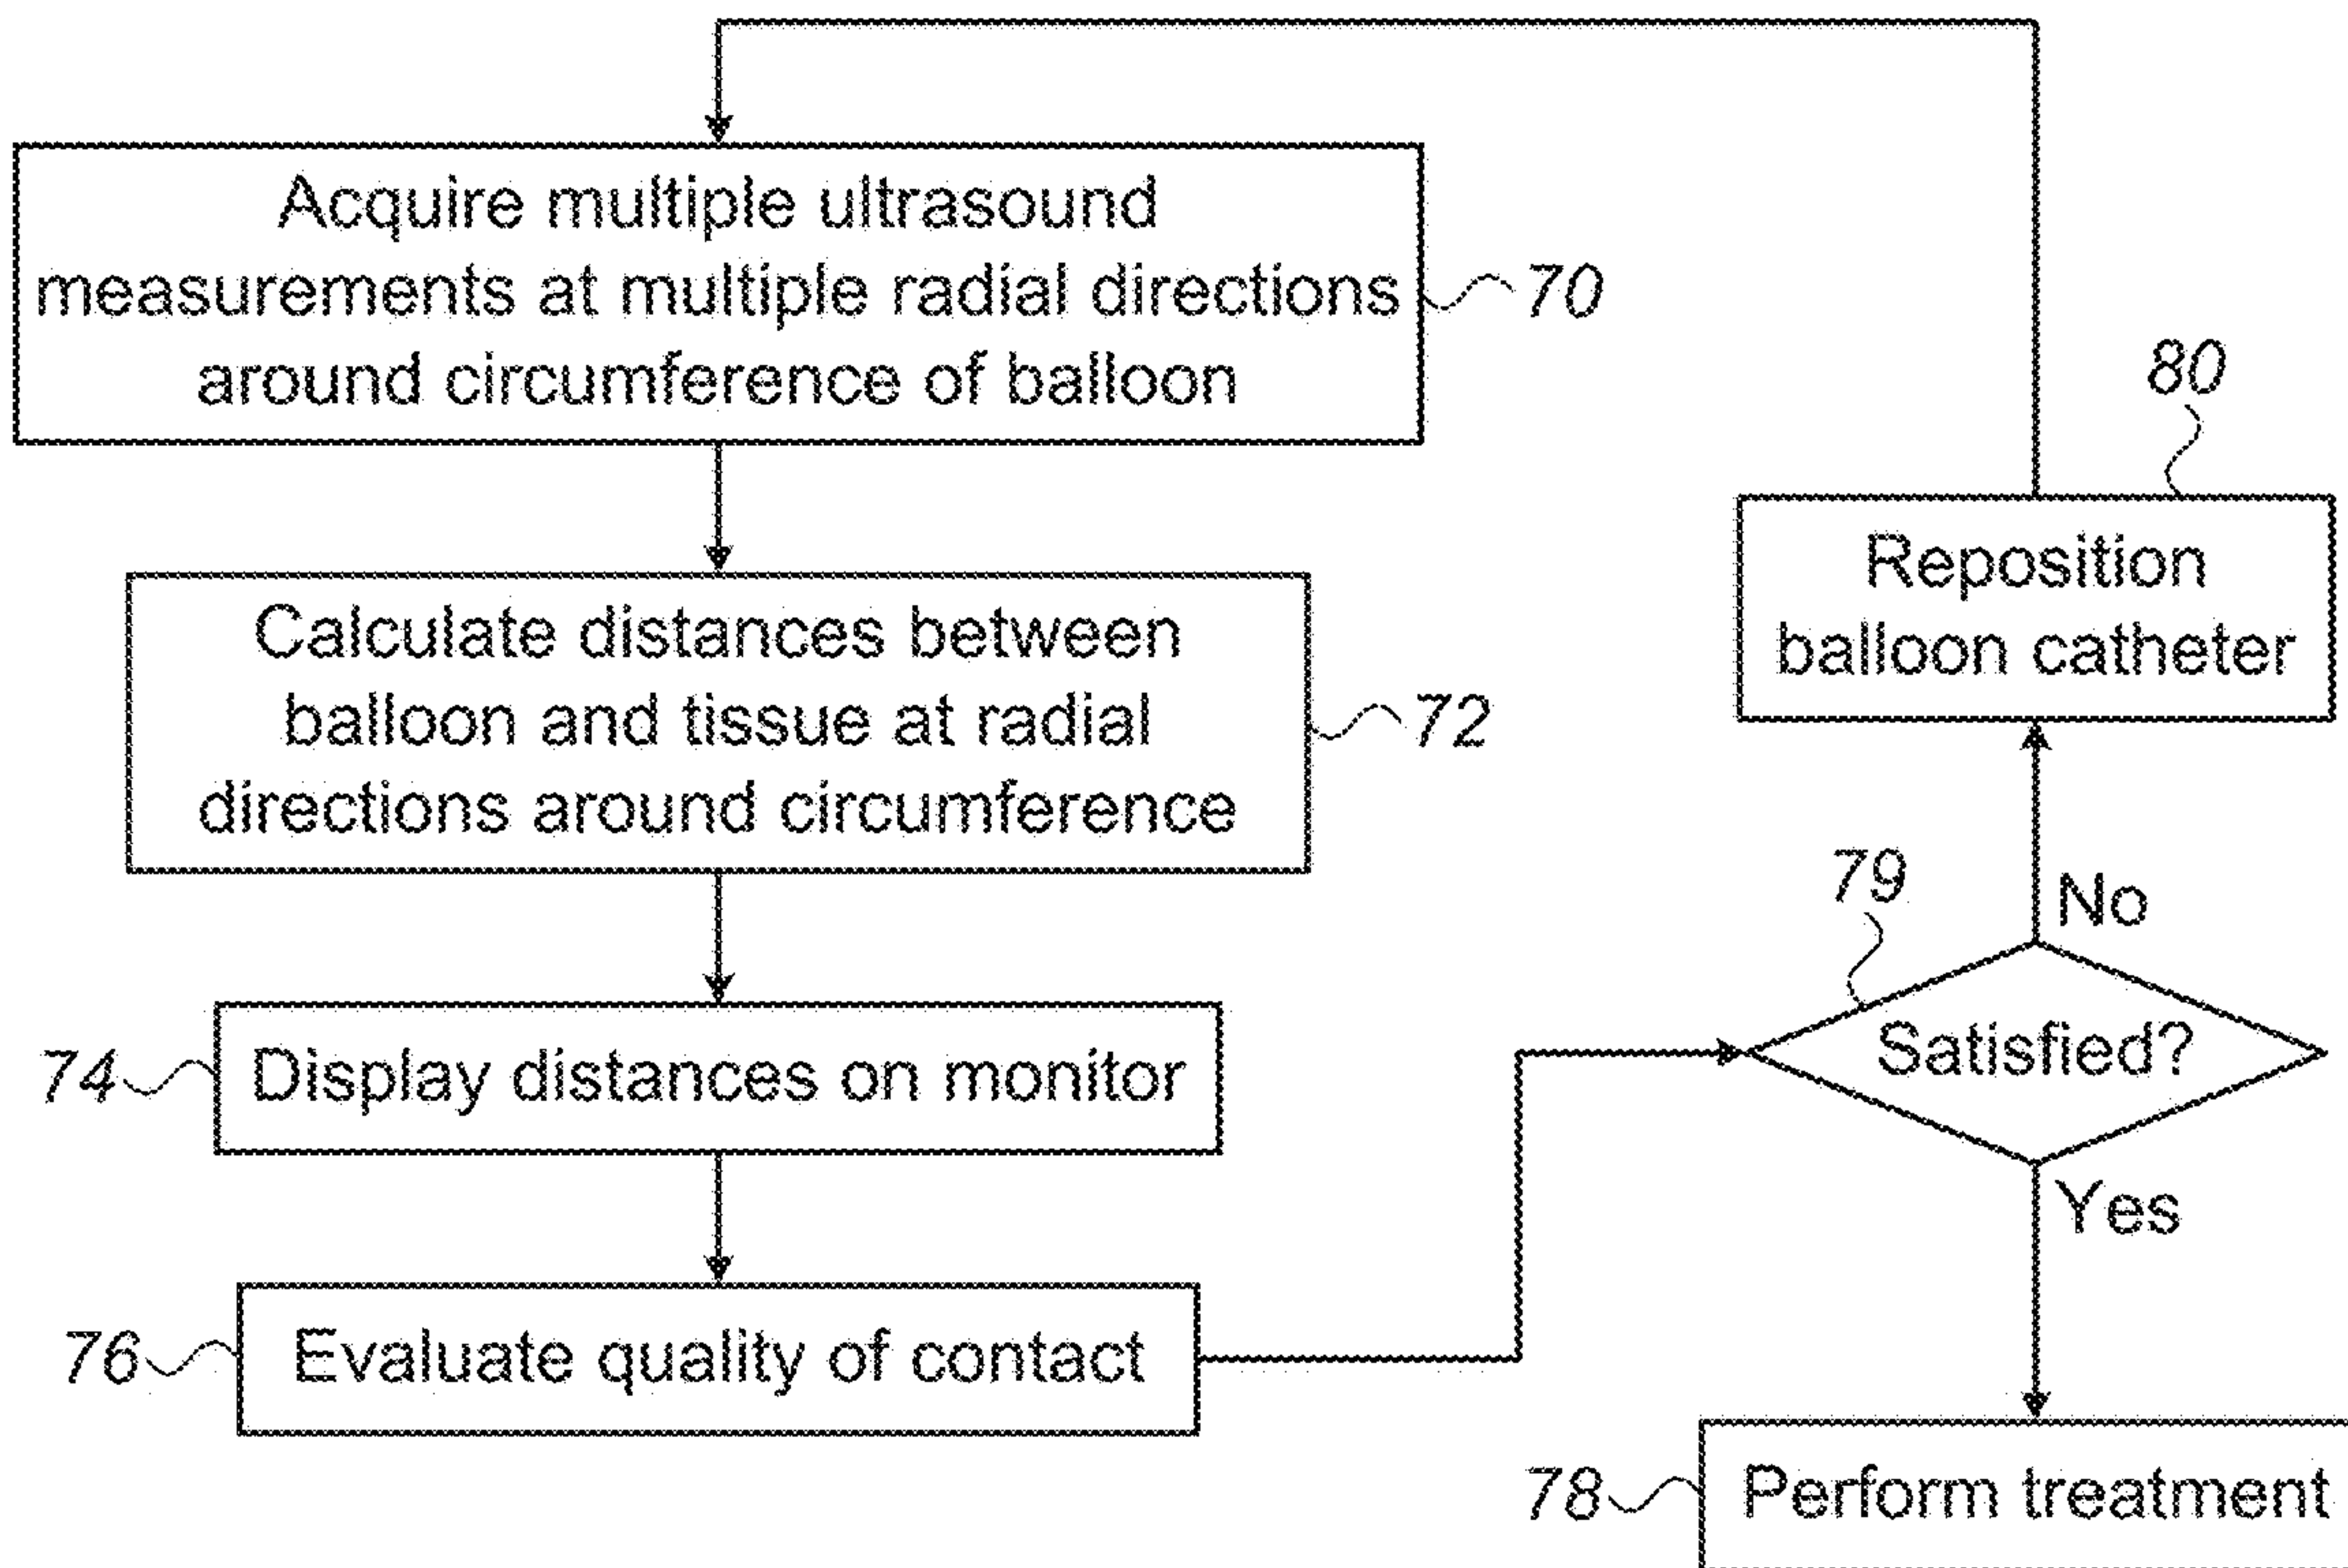 Acquire multiple ultrasound
measurements at multiple radial directions
around circumference of balloon
70
Calculate distances between
balloon and tissue at radial
directions around circumference
72
74
Display distances on monitor
76
Evaluate quality of contact
80
Reposition
balloon catheter
79
No
Satisfied?
Yes
78
Perform treatment